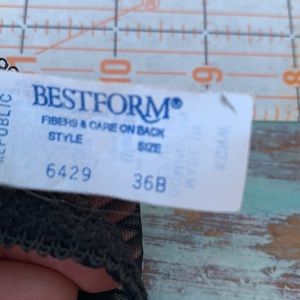 10 9 8
REPUBLIC
BESTFORM®
FIBERS & CARE ON BACK
STYLE SIZE
6429 36B